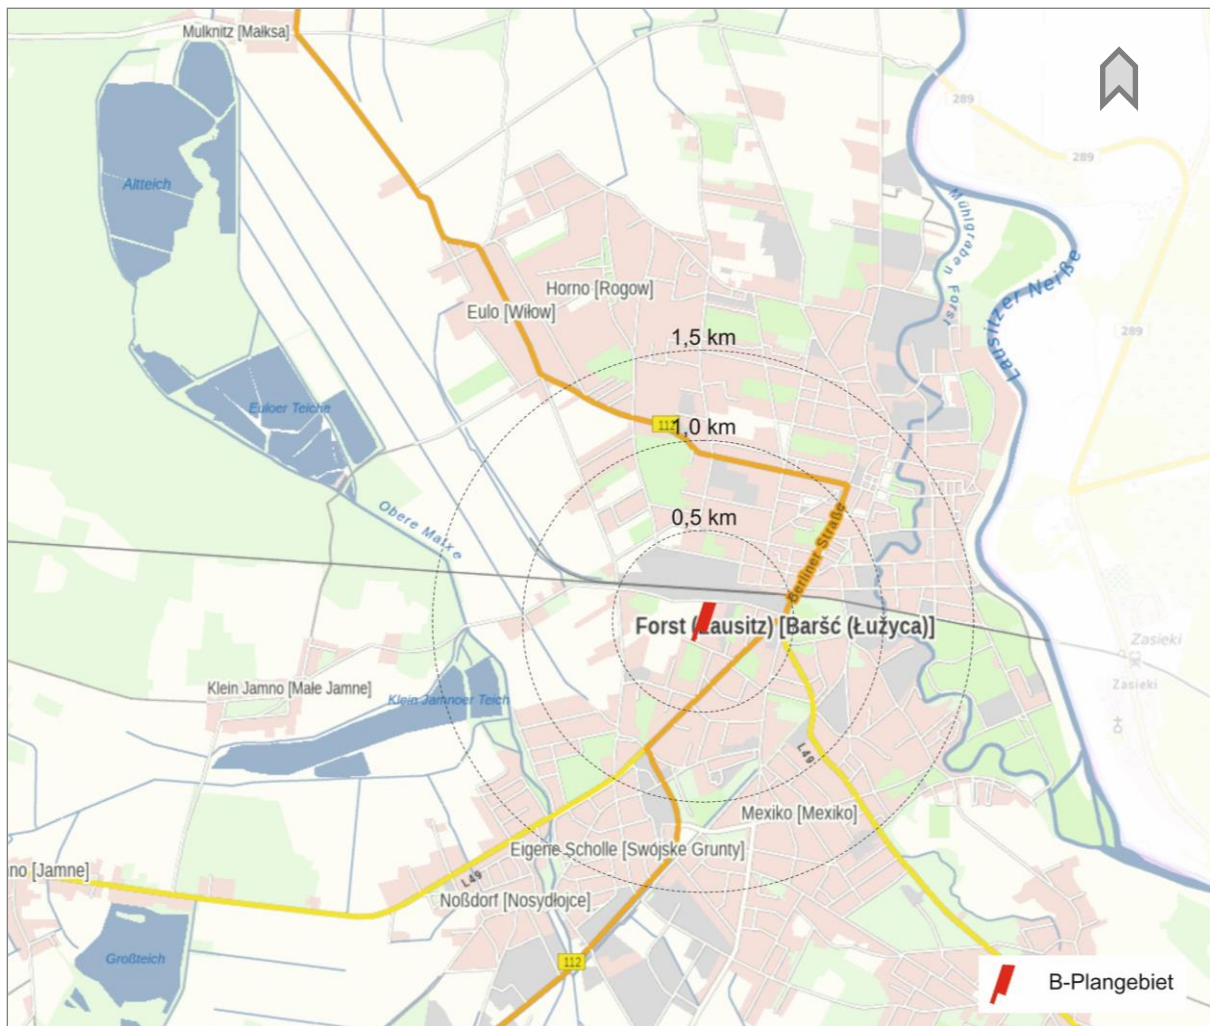 Mulknitz [Małksa]
289
289
Altteich
Mühlgraben Forst
Lausitzer Neiße
Horno [Rogow]
Eulo [Wiłow]
289
1,5 km
Euloer Teiche
112
1,0 km
Obere Malxe
0,5 km
Berliner Straße
Forst (Lausitz) [Baršć (Łužyca)]
Zasieki
Zasieki
Klein Jamno [Małe Jamne]
Klein Jamnoer Teich
L49
Mexiko [Mexiko]
Eigene Scholle [Swójske Grunty]
no [Jamne]
L49
Noßdorf [Nosydłojce]
Großteich
112
B-Plangebiet